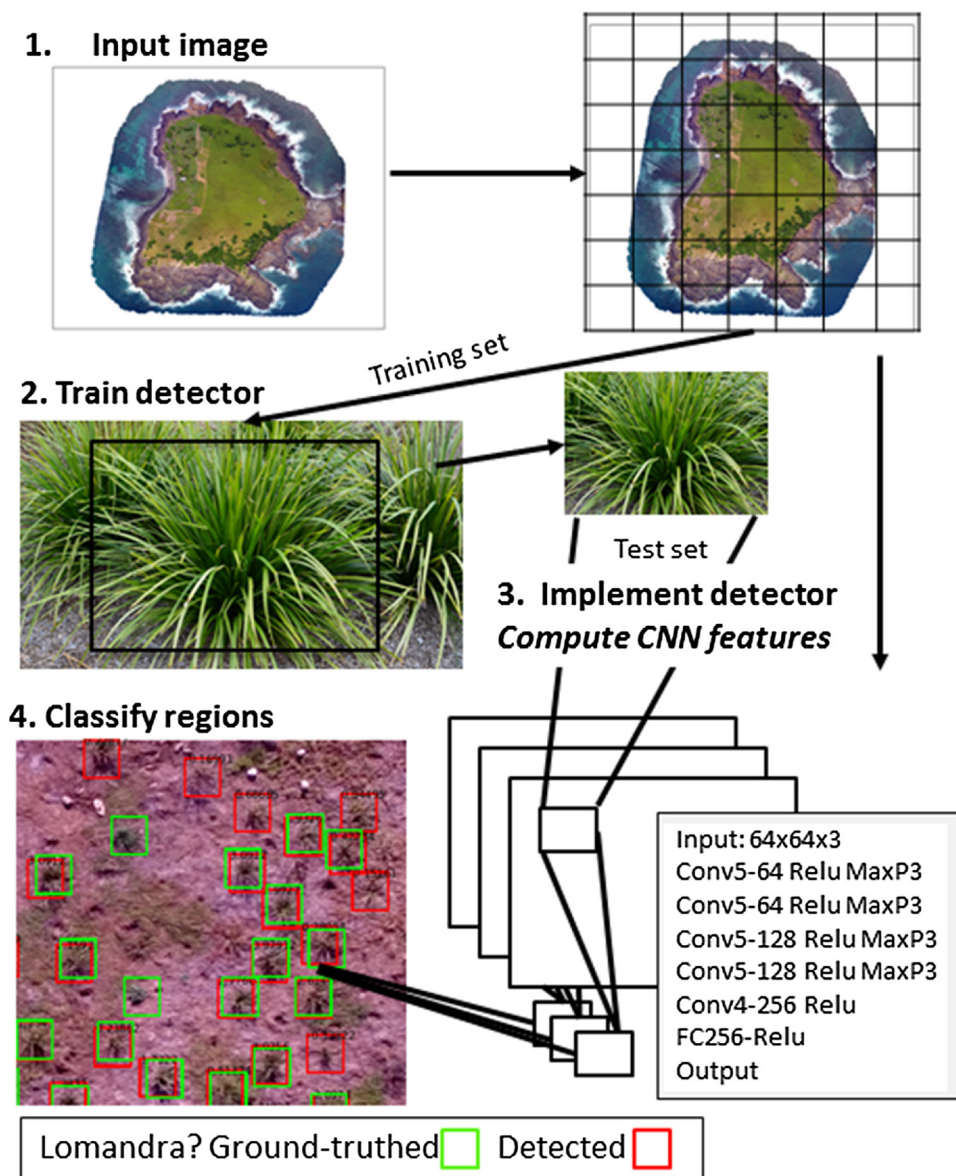 1. Input image
Training set
2. Train detector
Test set
3. Implement detector
Compute CNN features
4. Classify regions
Input: 64x64x3
Conv5-64 Relu MaxP3
Conv5-64 Relu MaxP3
Conv5-128 Relu MaxP3
Conv5-128 Relu MaxP3
Conv4-256 Relu
FC256-Relu
Output
Lomandra? Ground-truthed Detected